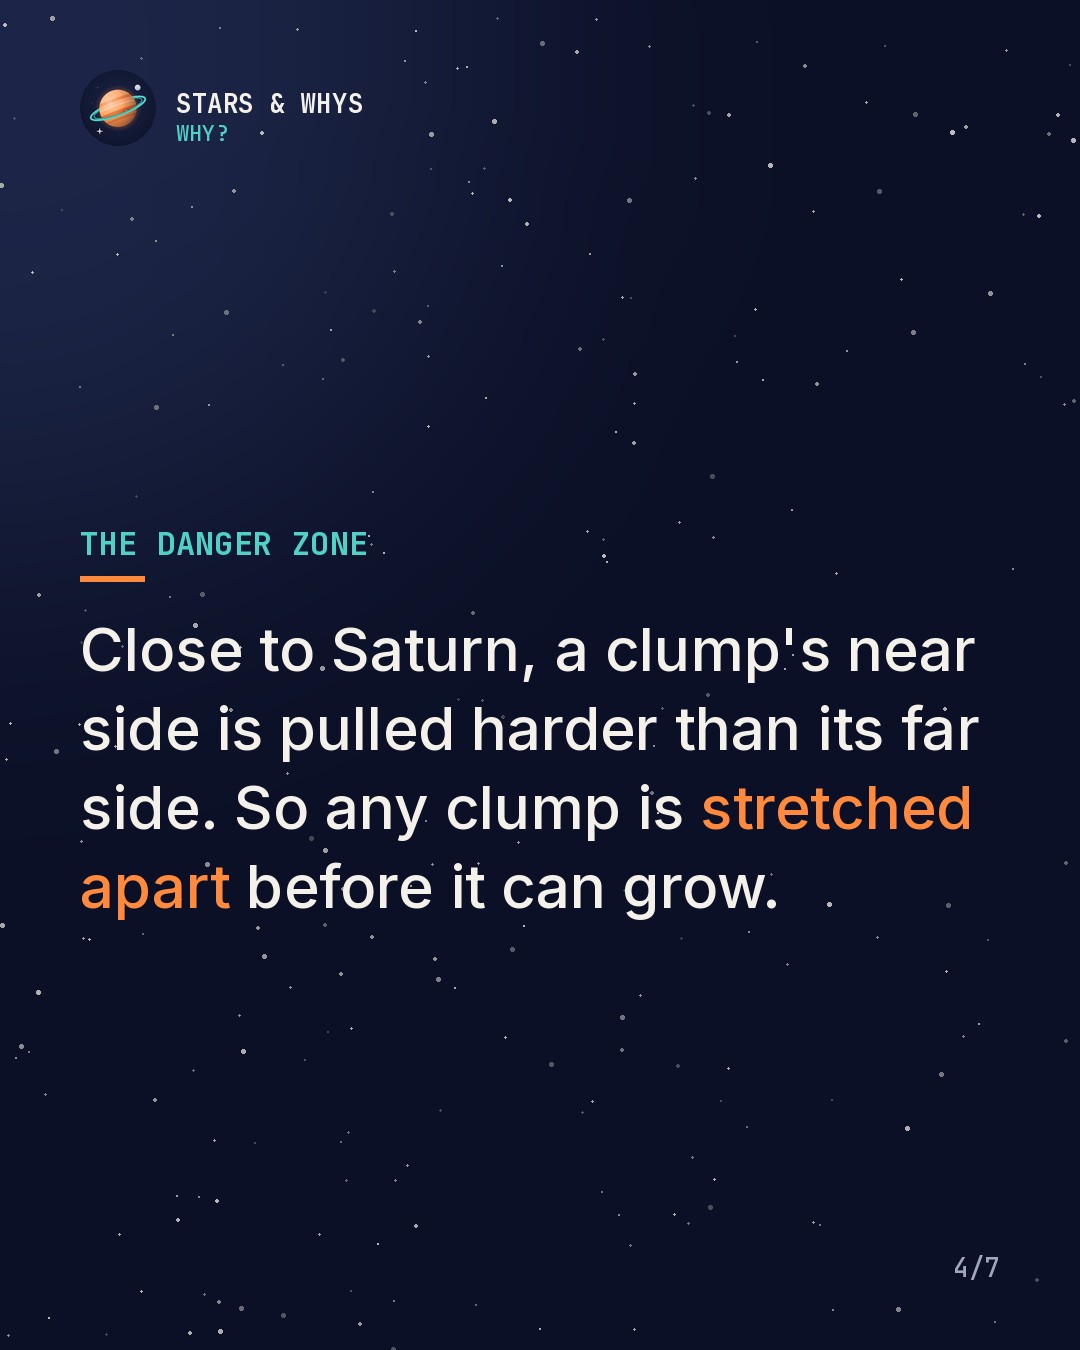 STARS & WHYS
WHY?
THE DANGER ZONE
Close to Saturn, a clump's near
side is pulled harder than its far
side. So any clump is stretched
apart before it can grow.
4/7